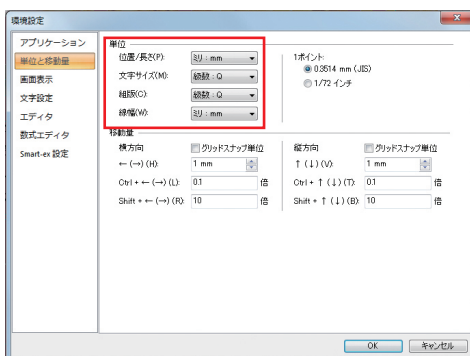 環境設定
アプリケーション
単位と移動量
画面表示
文字設定
エディタ
数式エディタ
Smart-ex 設定
単位
位置/長さ(P):
ミリ : mm
文字サイズ(M):
級数 : Q
組版(C):
級数 : Q
線幅(W):
ミリ : mm
1ポイント:
0.3514 mm (JIS)
1/72 インチ
移動量
横方向
グリッドスナップ単位
← (→) (H):
1 mm
Ctrl + ← (→) (L):
0.1
倍
Shift + ← (→) (R):
10
倍
縦方向
グリッドスナップ単位
↑ (↓) (V):
1 mm
Ctrl + ↑ (↓) (T):
0.1
倍
Shift + ↑ (↓) (B):
10
倍
OK
キャンセル